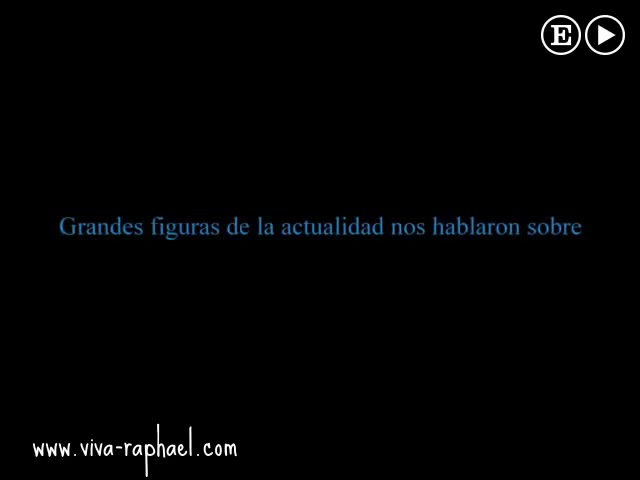 E
Grandes figuras de la actualidad nos hablaron sobre
www.viva-raphael.com